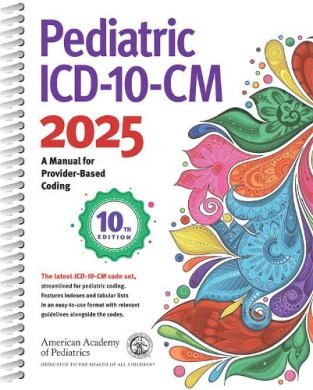 Pediatric
ICD-10-CM
2025
A Manual for
Provider-Based
Coding
10TH
EDITION
The latest ICD-10-CM code set,
streamlined for pediatric coding.
Features indexes and tabular lists
in an easy-to-use format with relevant
guidelines alongside the codes.
American Academy
of Pediatrics
DEDICATED TO THE HEALTH OF ALL CHILDREN®